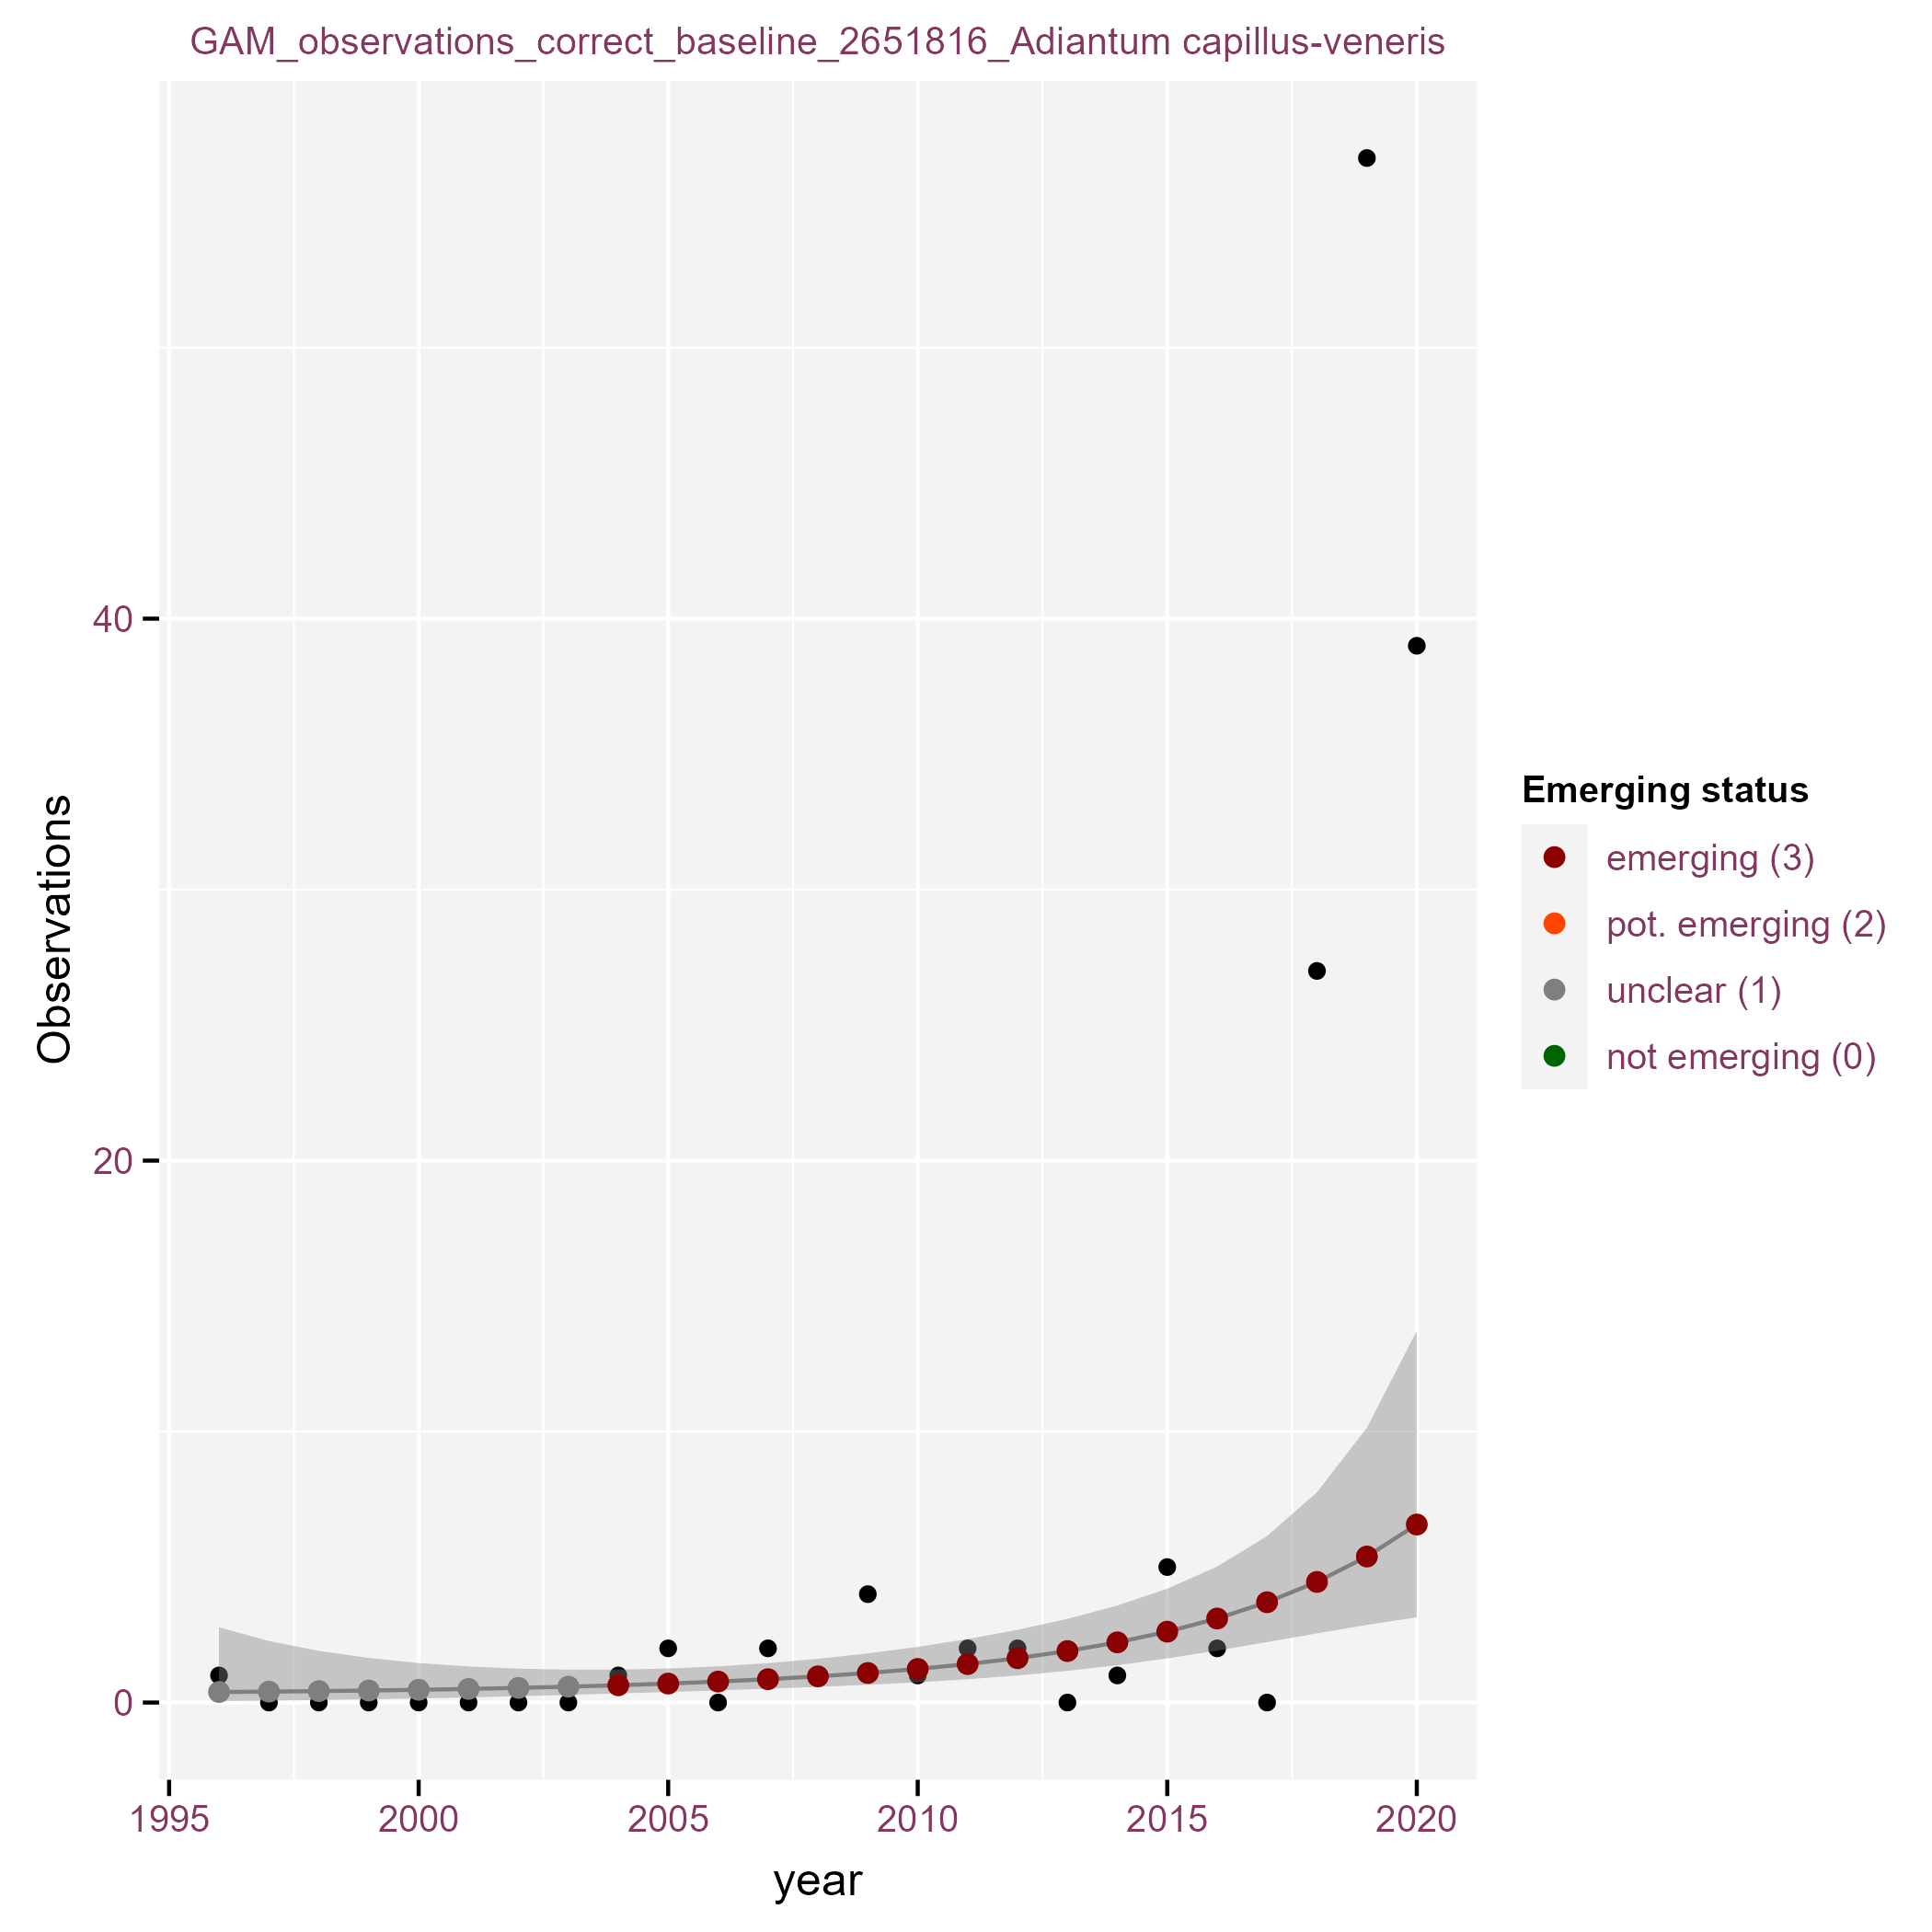 GAM_observations_correct_baseline_2651816_Adiantum capillus-veneris
Observations
40
20
0
1995 2000 2005 2010 2015 2020
year
Emerging status
emerging (3)
pot. emerging (2)
unclear (1)
not emerging (0)